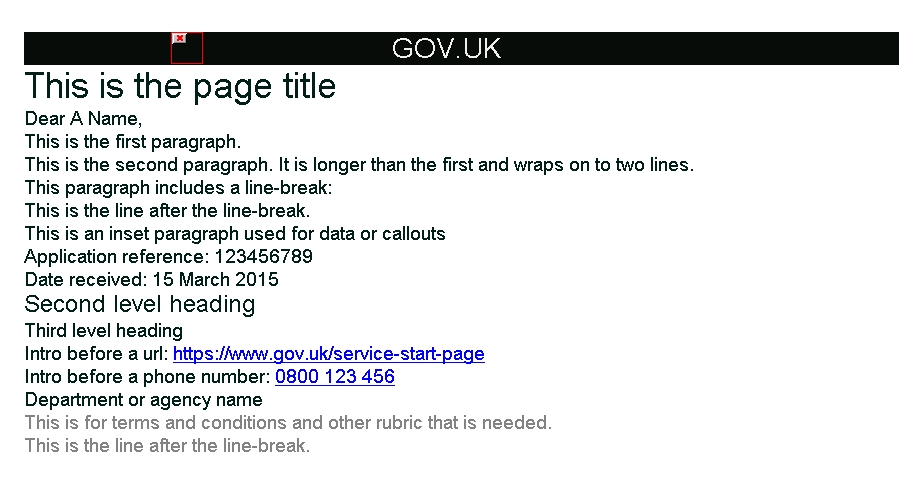 GOV.UK
This is the page title
Dear A Name,
This is the first paragraph.
This is the second paragraph. It is longer than the first and wraps on to two lines.
This paragraph includes a line-break:
This is the line after the line-break.
This is an inset paragraph used for data or callouts
Application reference: 123456789
Date received: 15 March 2015
Second level heading
Third level heading
Intro before a url: https://www.gov.uk/service-start-page
Intro before a phone number: 0800 123 456
Department or agency name
This is for terms and conditions and other rubric that is needed.
This is the line after the line-break.